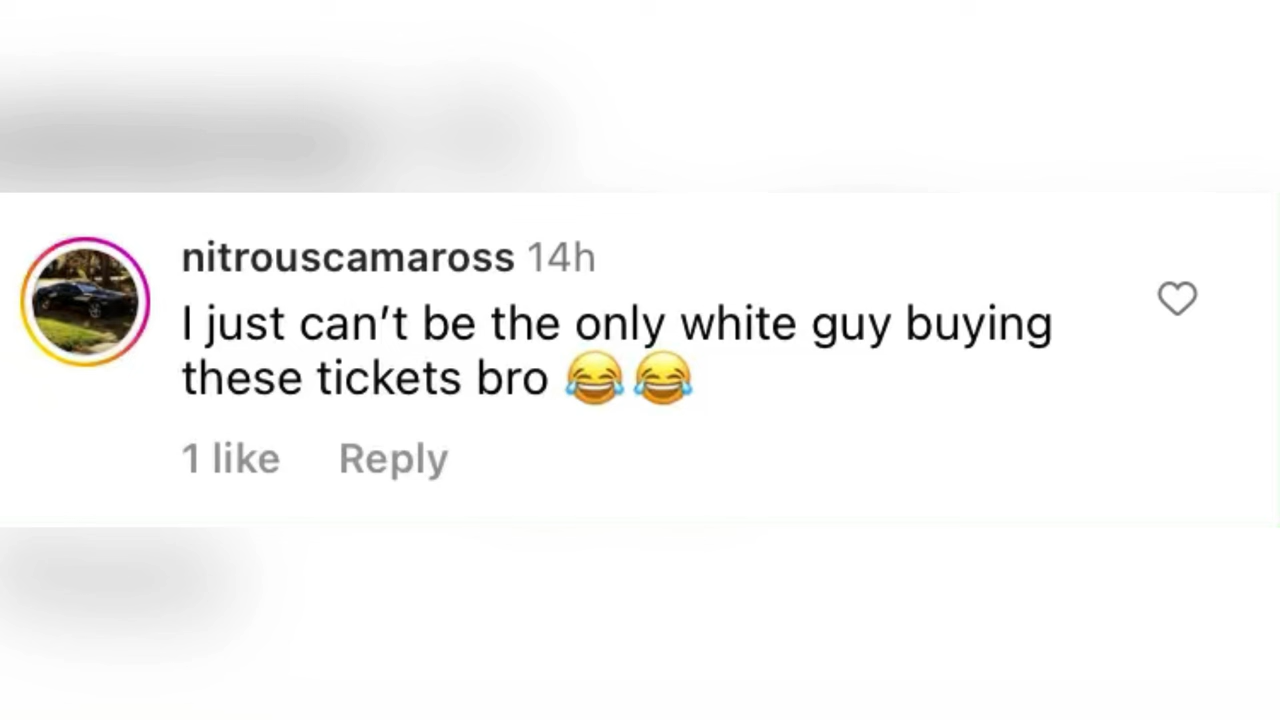 nitrouscamaross 14h
I just can’t be the only white guy buying
these tickets bro 😂😂
1 like Reply